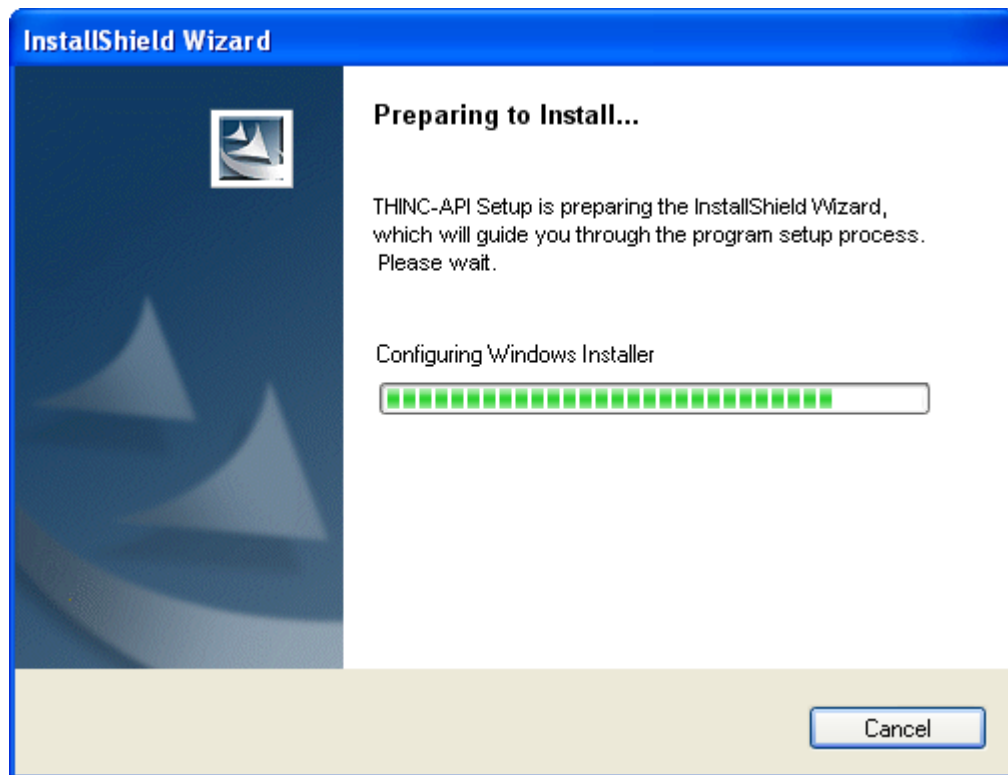 InstallShield Wizard
Preparing to Install...
THINC-API Setup is preparing the InstallShield Wizard,
which will guide you through the program setup process.
Please wait.
Configuring Windows Installer
Cancel